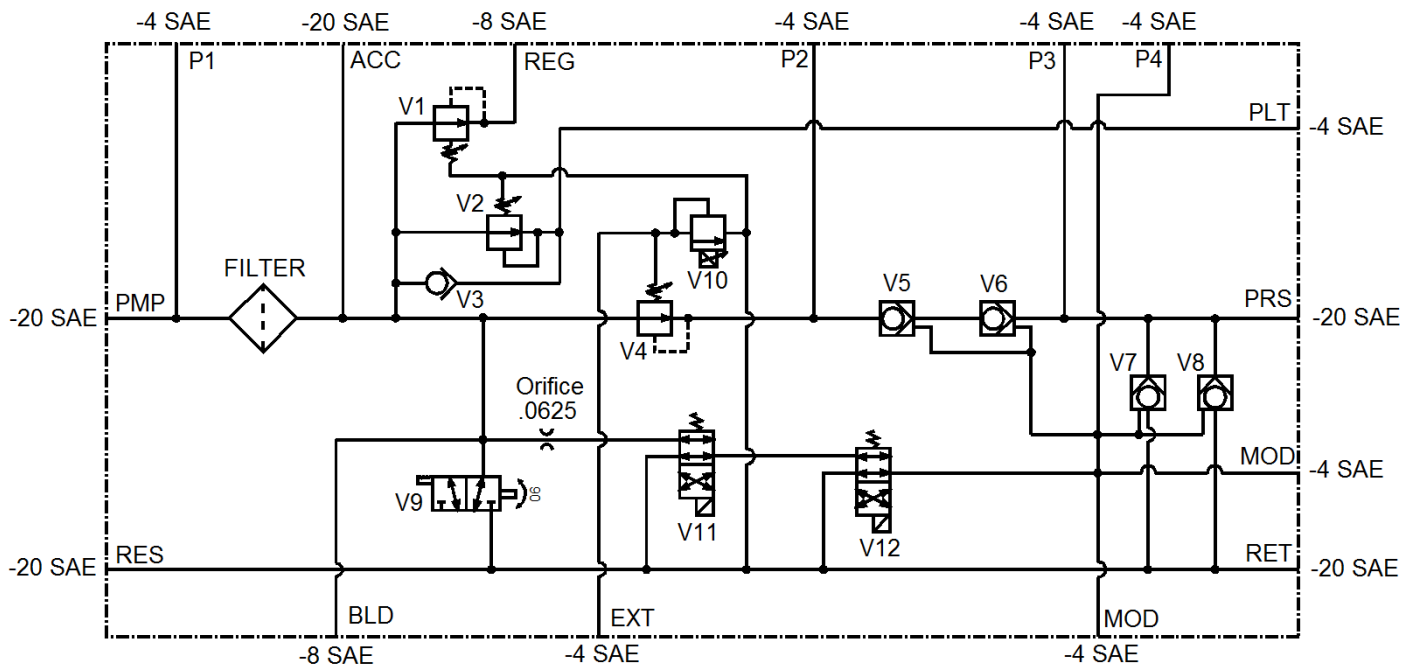 -4 SAE
-20 SAE
-8 SAE
-4 SAE
-4 SAE
-4 SAE
P1
ACC
REG
P2
P3
P4
V1
PLT
-4 SAE
V2
FILTER
V10
V3
V5
V6
PMP
PRS
-20 SAE
-20 SAE
V4
V7
V8
Orifice
.0625
MOD
-4 SAE
V9
90
V11
V12
RES
RET
-20 SAE
-20 SAE
BLD
EXT
MOD
-8 SAE
-4 SAE
-4 SAE